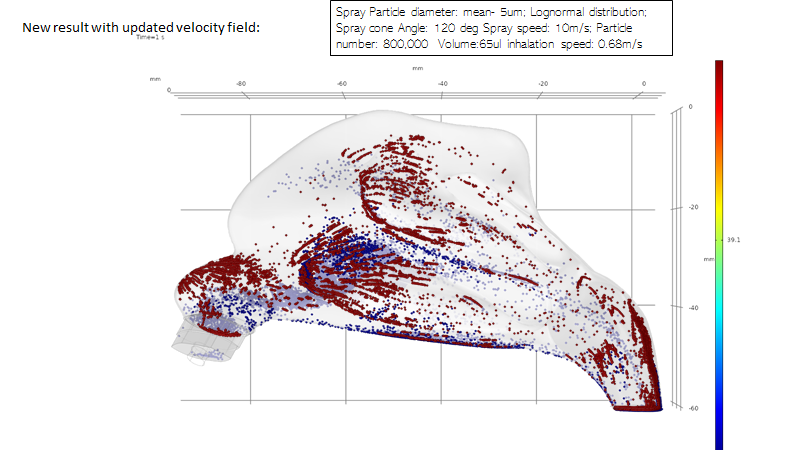 Spray Particle diameter: mean- 5um; Lognormal distribution;
Spray cone Angle: 120 deg Spray speed: 10m/s; Particle
number: 800,000 Volume:65ul inhalation speed: 0.68m/s
New result with updated velocity field:
Time=1 s
mm
mm
0
-80
-60
-40
-20
0
0
-20
mm
-40
-60
39.1